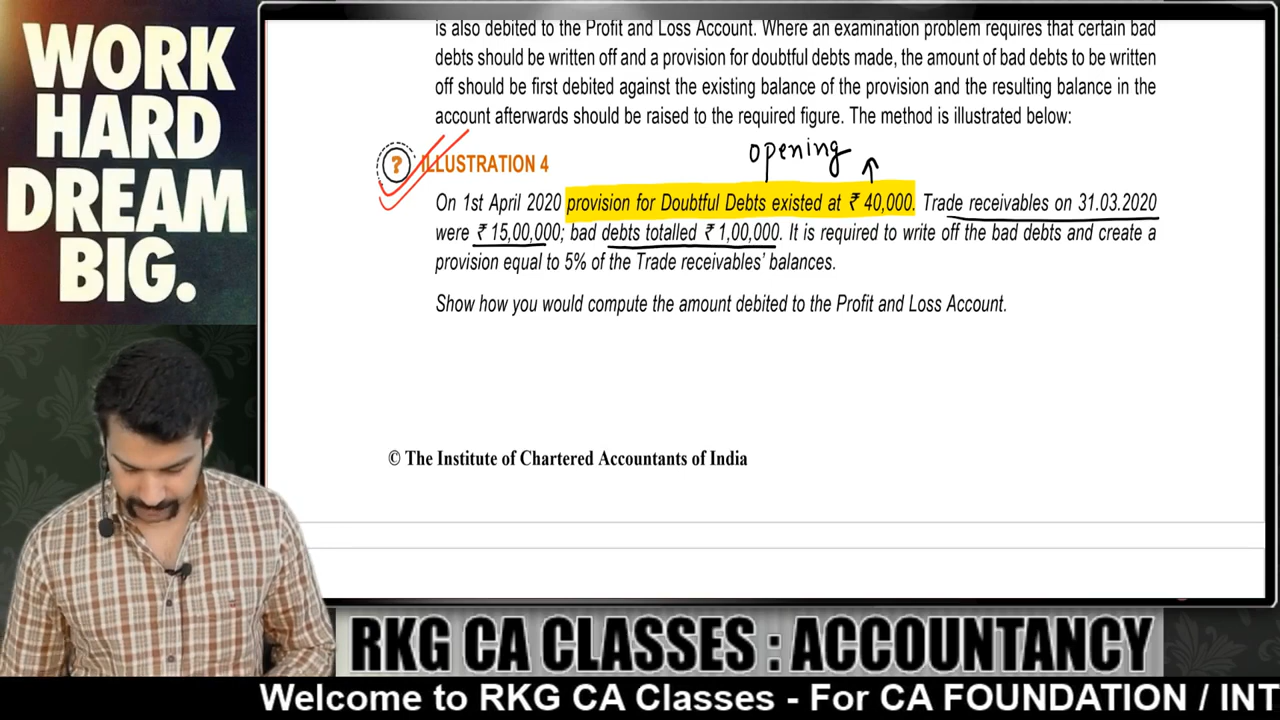 WORK
HARD
DREAM
BIG.
is also debited to the Profit and Loss Account. Where an examination problem requires that certain bad
debts should be written off and a provision for doubtful debts made, the amount of bad debts to be written
off should be first debited against the existing balance of the provision and the resulting balance in the
account afterwards should be raised to the required figure. The method is illustrated below:
opening
? ILLUSTRATION 4
On 1st April 2020 provision for Doubtful Debts existed at ₹ 40,000. Trade receivables on 31.03.2020
were ₹ 15,00,000; bad debts totalled ₹ 1,00,000. It is required to write off the bad debts and create a
provision equal to 5% of the Trade receivables' balances.
Show how you would compute the amount debited to the Profit and Loss Account.
© The Institute of Chartered Accountants of India
RKG CA CLASSES : ACCOUNTANCY
Welcome to RKG CA Classes - For CA FOUNDATION / INT